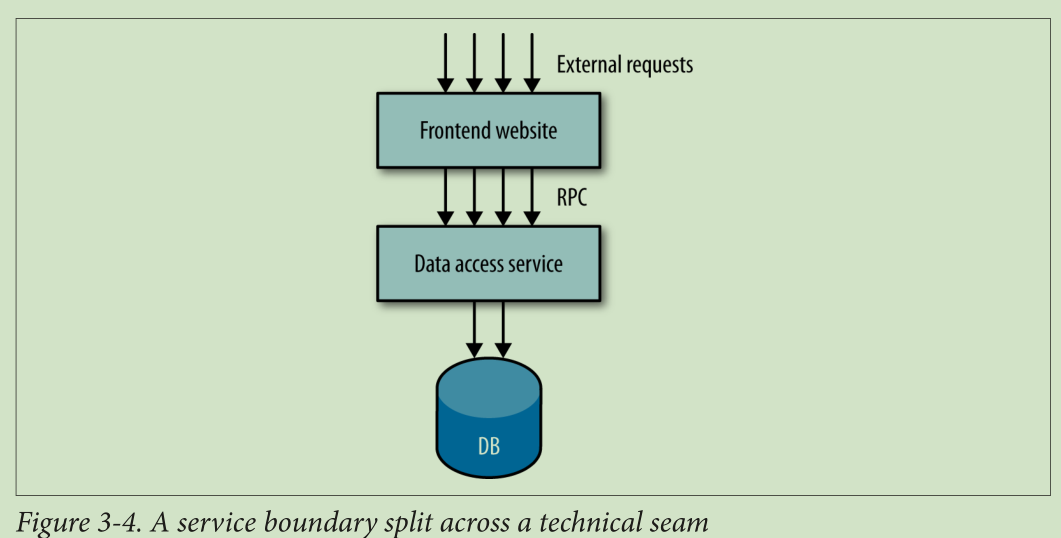 External requests
Frontend website
RPC
Data access service
DB
Figure 3-4. A service boundary split across a technical seam